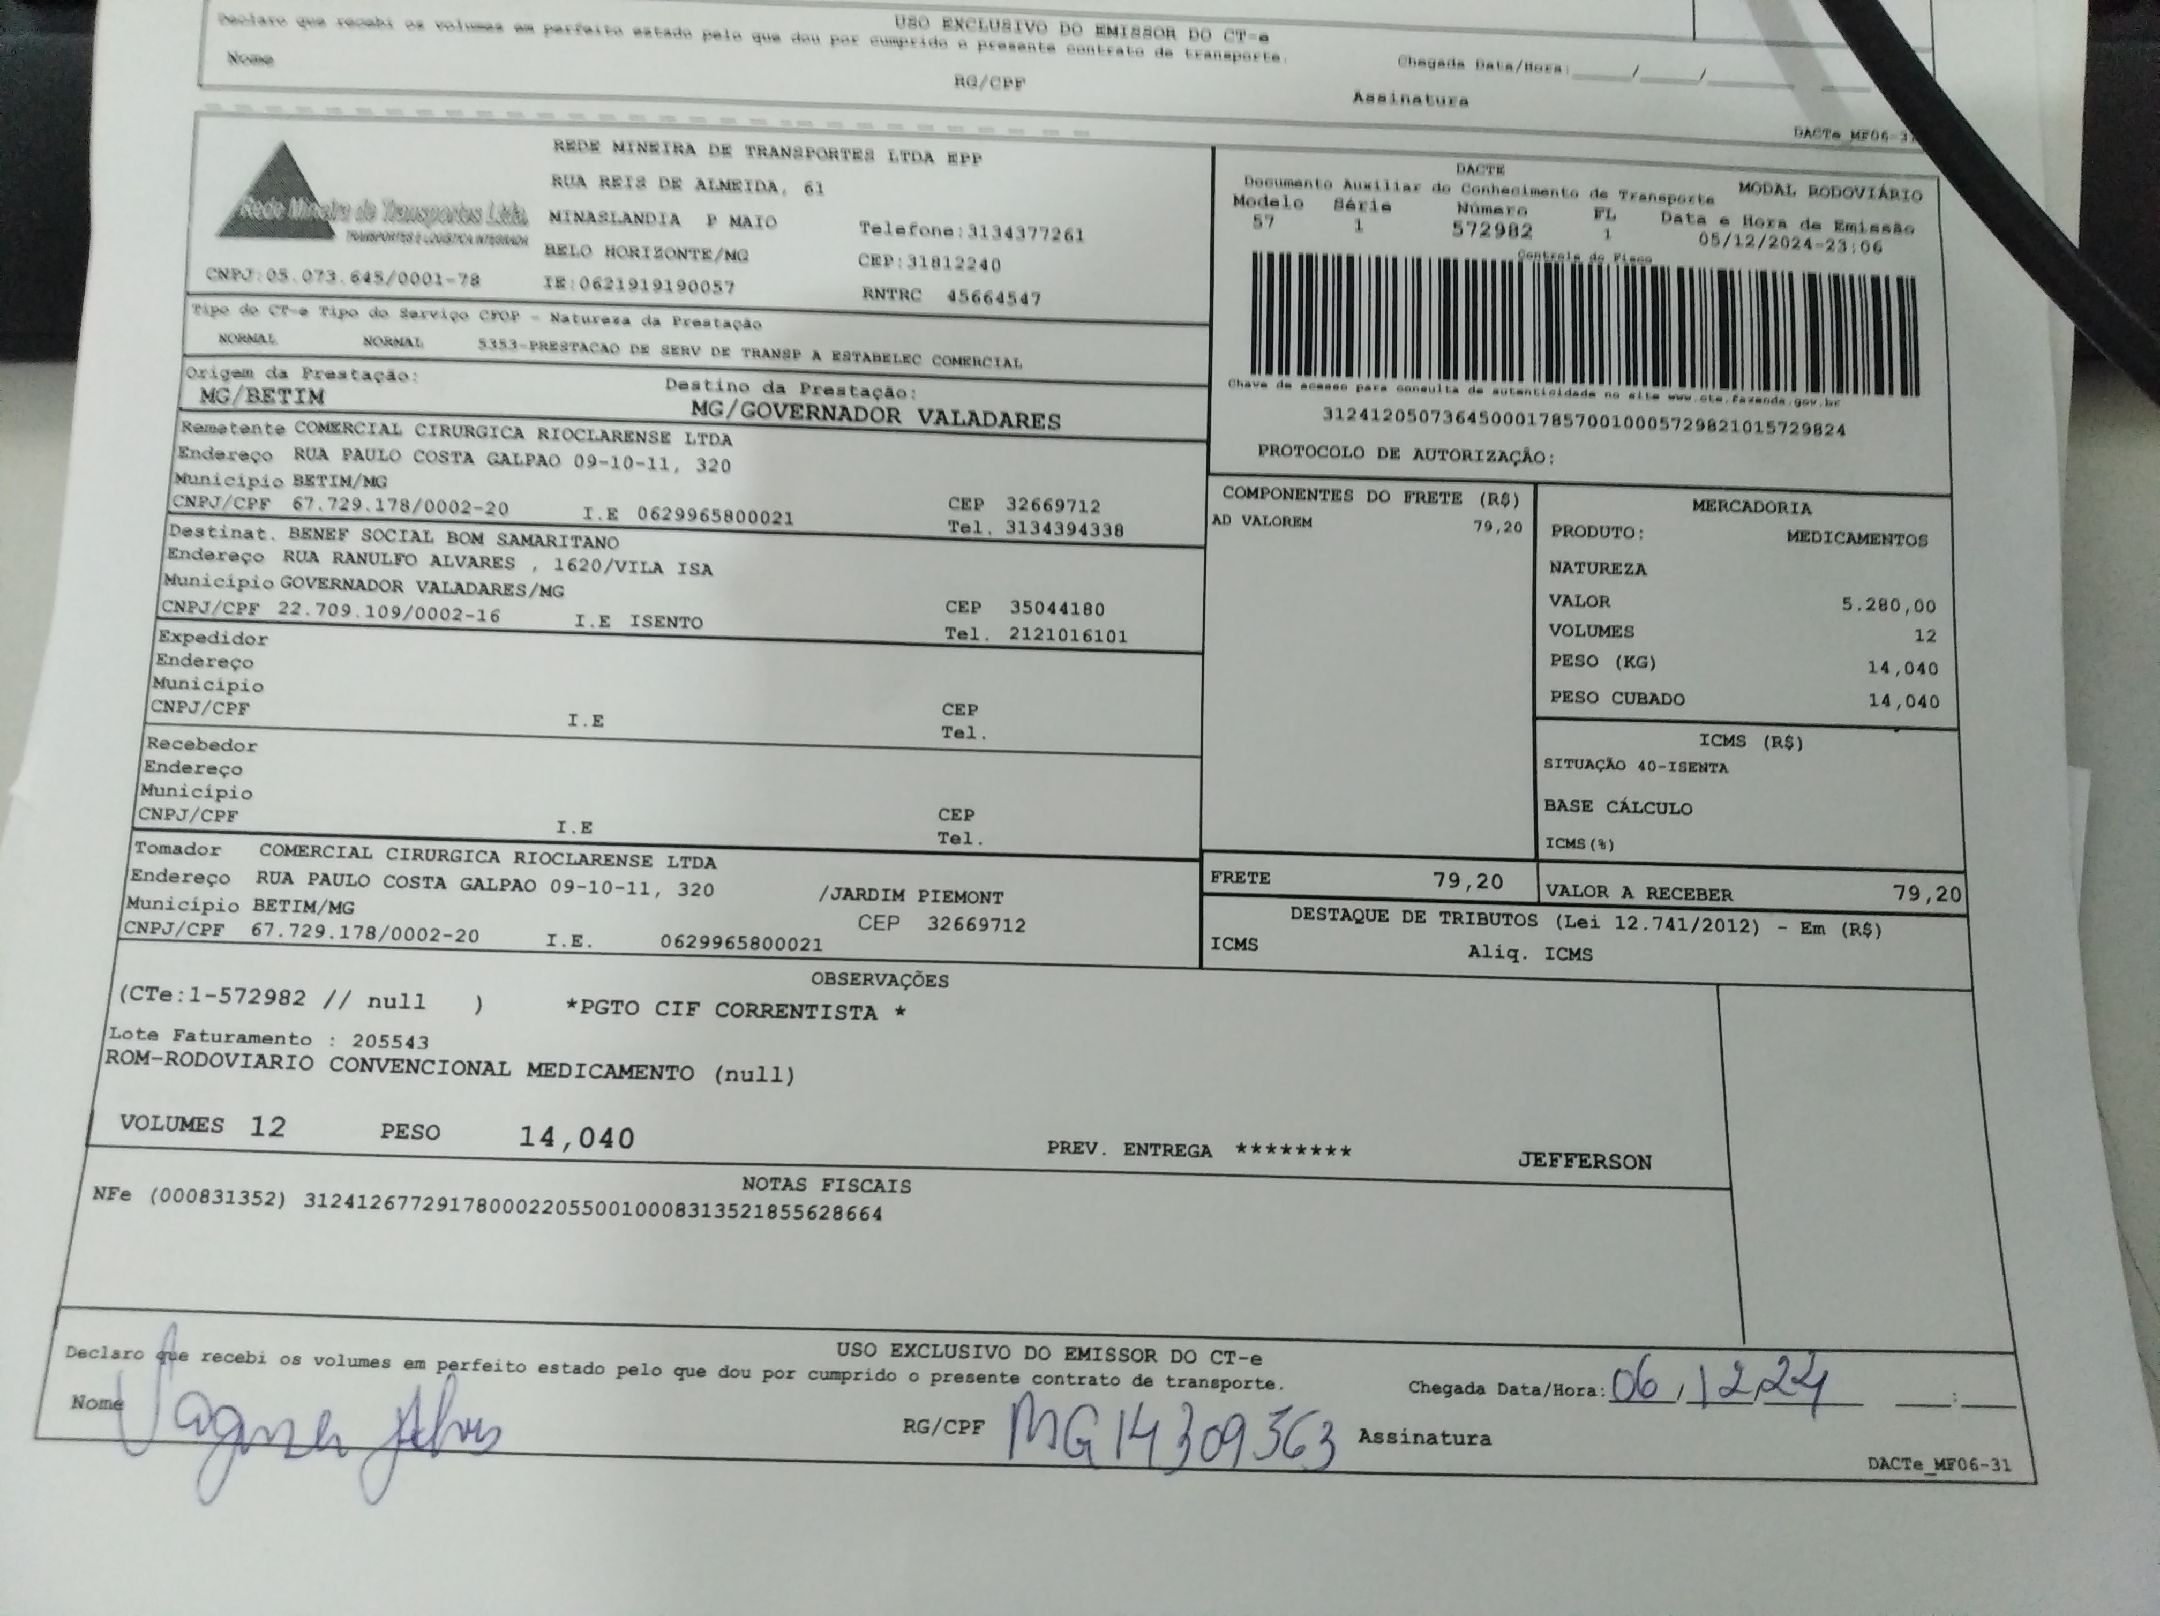 USO EXCLUSIVO DO EMISSOR DO CT-e
Declaro que recebi os volumes em perfeito estado pelo que dou por cumprido o presente contrato de transporte.
Nome
RG/CPF
Assinatura
Chegada Data/Hora:____/____/____ ____
DACTe_MF06-31
Rede Mineira de Transportes Ltda.
TRANSPORTES E LOGÍSTICA INTEGRADA
REDE MINEIRA DE TRANSPORTES LTDA EPP
RUA REIS DE ALMEIDA, 61
MINASLANDIA P MAIO Telefone:3134377261
BELO HORIZONTE/MG CEP:31812240
CNPJ:05.073.645/0001-78 IE:0621919190057 RNTRC 45664547
DACTE
Documento Auxiliar do Conhecimento de Transporte MODAL RODOVIÁRIO
Modelo Série Número FL Data e Hora de Emissão
57 1 572982 1 05/12/2024-23:06
Controle do Fisco
Chave de acesso para consulta de autenticidade no site www.cte.fazenda.gov.br
31241205073645000178570010005729821015729824
PROTOCOLO DE AUTORIZAÇÃO:
Tipo do CT-e Tipo do Serviço CFOP - Natureza da Prestação
NORMAL NORMAL 5353-PRESTACAO DE SERV DE TRANSP A ESTABELEC COMERCIAL
Origem da Prestação: Destino da Prestação:
MG/BETIM MG/GOVERNADOR VALADARES
Remetente COMERCIAL CIRURGICA RIOCLARENSE LTDA
Endereço RUA PAULO COSTA GALPAO 09-10-11, 320
Município BETIM/MG CEP 32669712
CNPJ/CPF 67.729.178/0002-20 I.E 0629965800021 Tel. 3134394338
Destinat. BENEF SOCIAL BOM SAMARITANO
Endereço RUA RANULFO ALVARES , 1620/VILA ISA
Município GOVERNADOR VALADARES/MG CEP 35044180
CNPJ/CPF 22.709.109/0002-16 I.E ISENTO Tel. 2121016101
Expedidor
Endereço
Município CEP
CNPJ/CPF I.E Tel.
Recebedor
Endereço
Município CEP
CNPJ/CPF I.E Tel.
Tomador COMERCIAL CIRURGICA RIOCLARENSE LTDA
Endereço RUA PAULO COSTA GALPAO 09-10-11, 320 /JARDIM PIEMONT
Município BETIM/MG CEP 32669712
CNPJ/CPF 67.729.178/0002-20 I.E. 0629965800021
COMPONENTES DO FRETE (R$)
AD VALOREM 79,20
MERCADORIA
PRODUTO: MEDICAMENTOS
NATUREZA
VALOR 5.280,00
VOLUMES 12
PESO (KG) 14,040
PESO CUBADO 14,040
ICMS (R$)
SITUAÇÃO 40-ISENTA
BASE CÁLCULO
ICMS(%)
FRETE 79,20 VALOR A RECEBER 79,20
DESTAQUE DE TRIBUTOS (Lei 12.741/2012) - Em (R$)
ICMS Aliq. ICMS
OBSERVAÇÕES
(CTe:1-572982 // null ) *PGTO CIF CORRENTISTA *
Lote Faturamento : 205543
ROM-RODOVIARIO CONVENCIONAL MEDICAMENTO (null)
VOLUMES 12 PESO 14,040 PREV. ENTREGA ******** JEFFERSON
NOTAS FISCAIS
NFe (000831352) 31241267729178000220550010008313521855628664
USO EXCLUSIVO DO EMISSOR DO CT-e
Declaro que recebi os volumes em perfeito estado pelo que dou por cumprido o presente contrato de transporte.
Chegada Data/Hora: 06/12/24 ____:____
Nome Vagner Alves RG/CPF MG14309363 Assinatura
DACTe_MF06-31